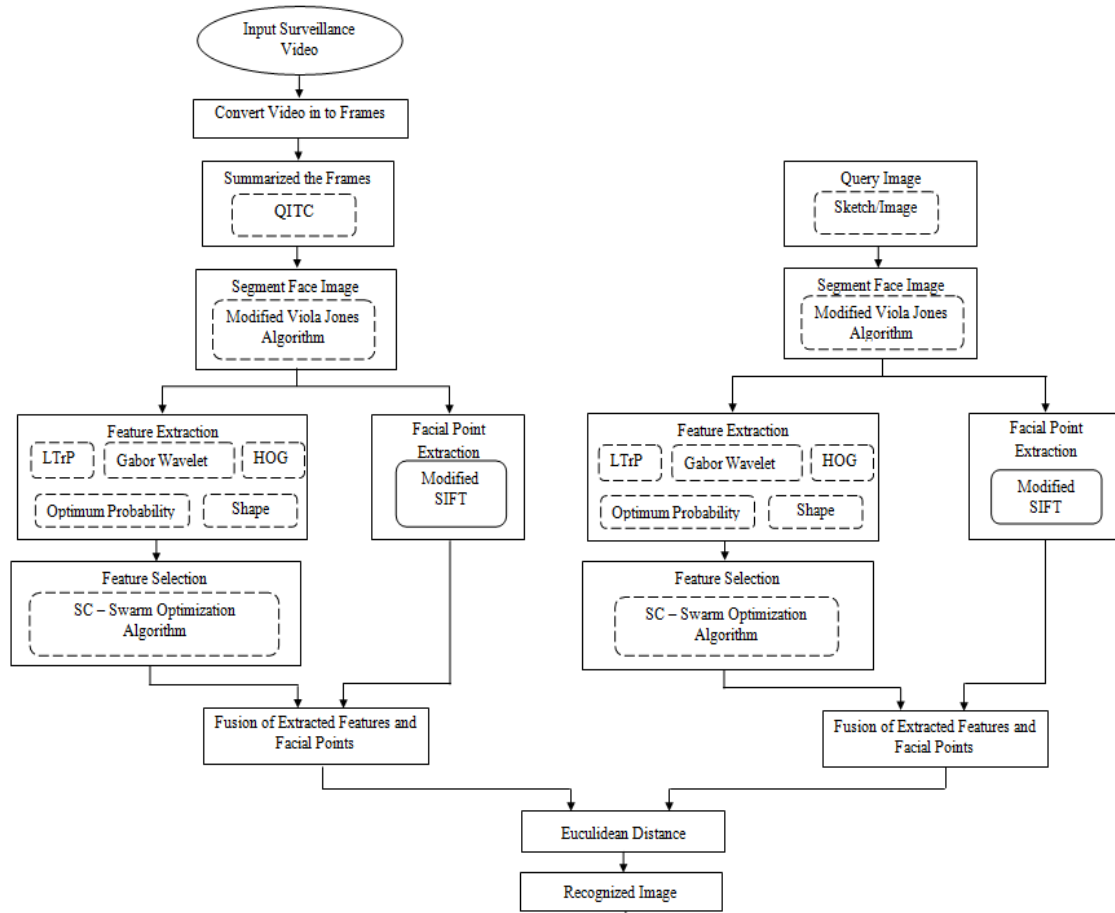 Input Surveillance
Video
Convert Video in to Frames
Summarized the Frames
QITC
Segment Face Image
Modified Viola Jones
Algorithm
Feature Extraction
LTrP
Gabor Wavelet
HOG
Optimum Probability
Shape
Facial Point
Extraction
Modified
SIFT
Feature Selection
SC – Swarm Optimization
Algorithm
Fusion of Extracted Features and
Facial Points
Query Image
Sketch/Image
Segment Face Image
Modified Viola Jones
Algorithm
Feature Extraction
LTrP
Gabor Wavelet
HOG
Optimum Probability
Shape
Facial Point
Extraction
Modified
SIFT
Feature Selection
SC – Swarm Optimization
Algorithm
Fusion of Extracted Features and
Facial Points
Euculidean Distance
Recognized Image